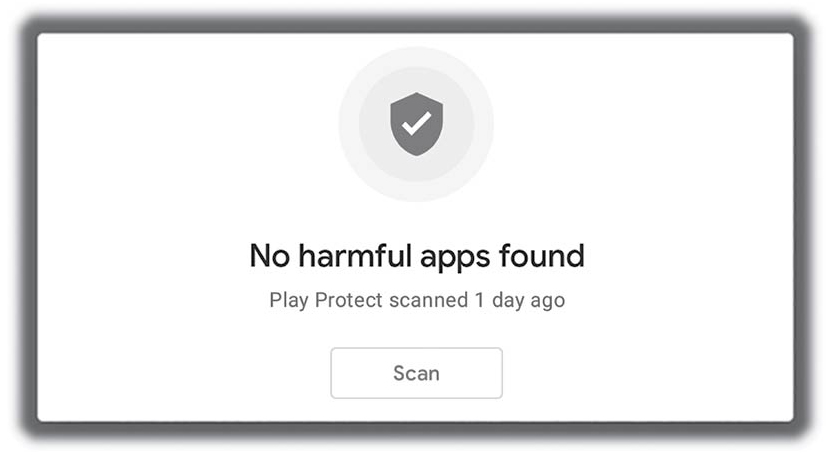 No harmful apps found
Play Protect scanned 1 day ago
Scan